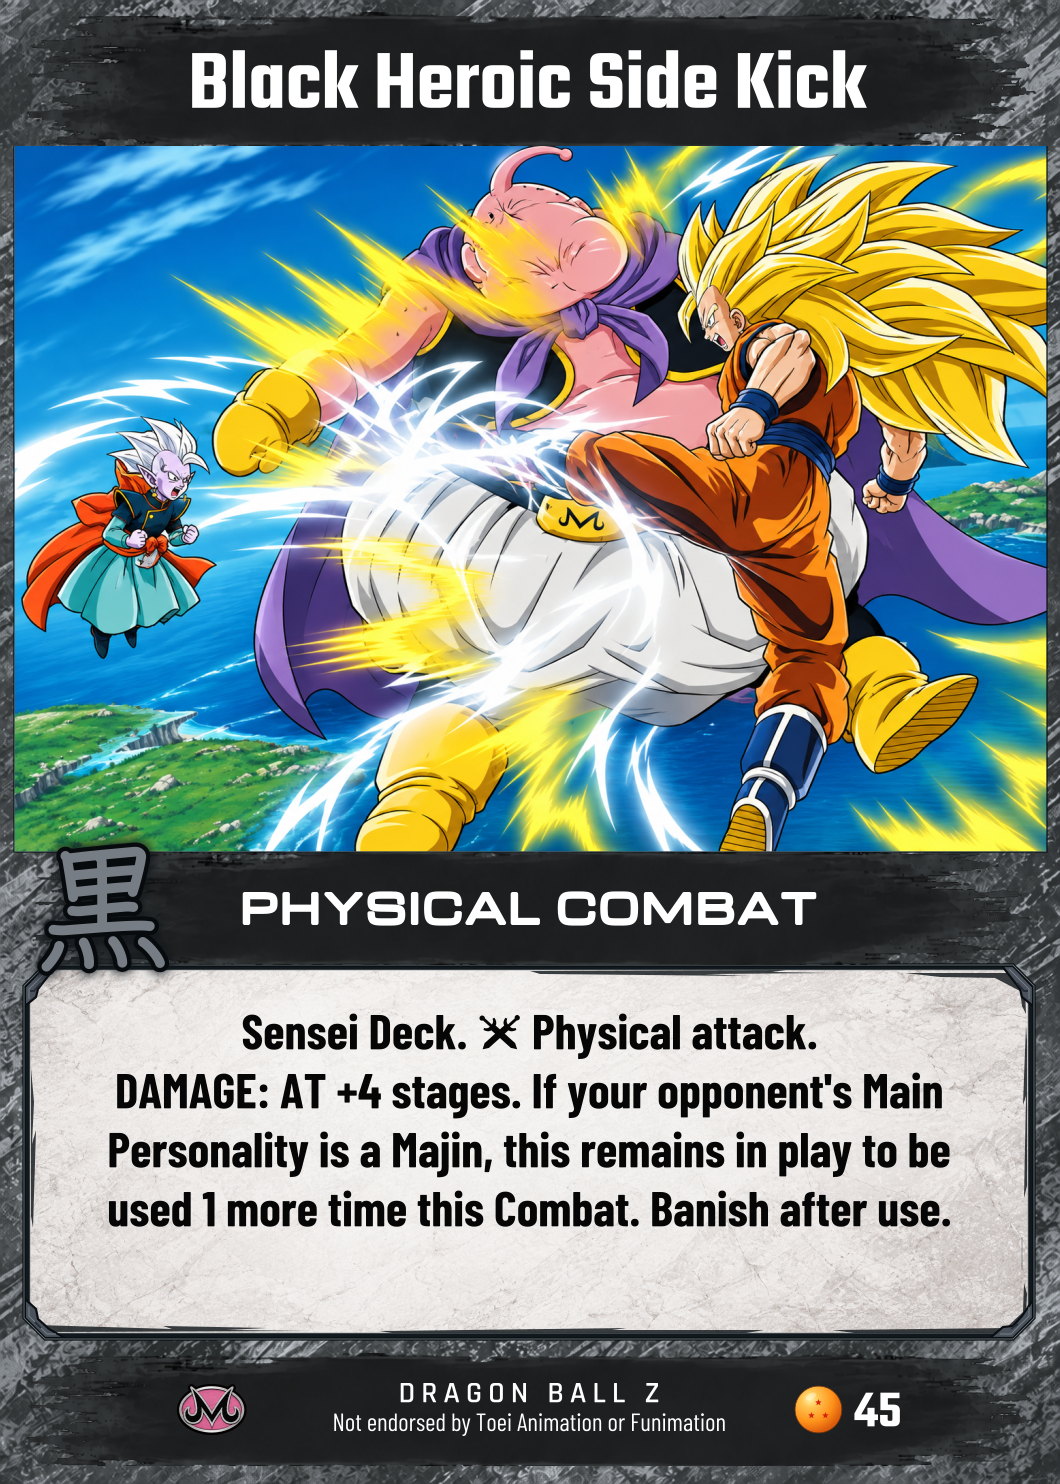 Black Heroic Side Kick
M
黒
PHYSICAL COMBAT
Sensei Deck. Physical attack.
DAMAGE: AT +4 stages. If your opponent's Main
Personality is a Majin, this remains in play to be
used 1 more time this Combat. Banish after use.
M
DRAGON BALL Z
Not endorsed by Toei Animation or Funimation
45